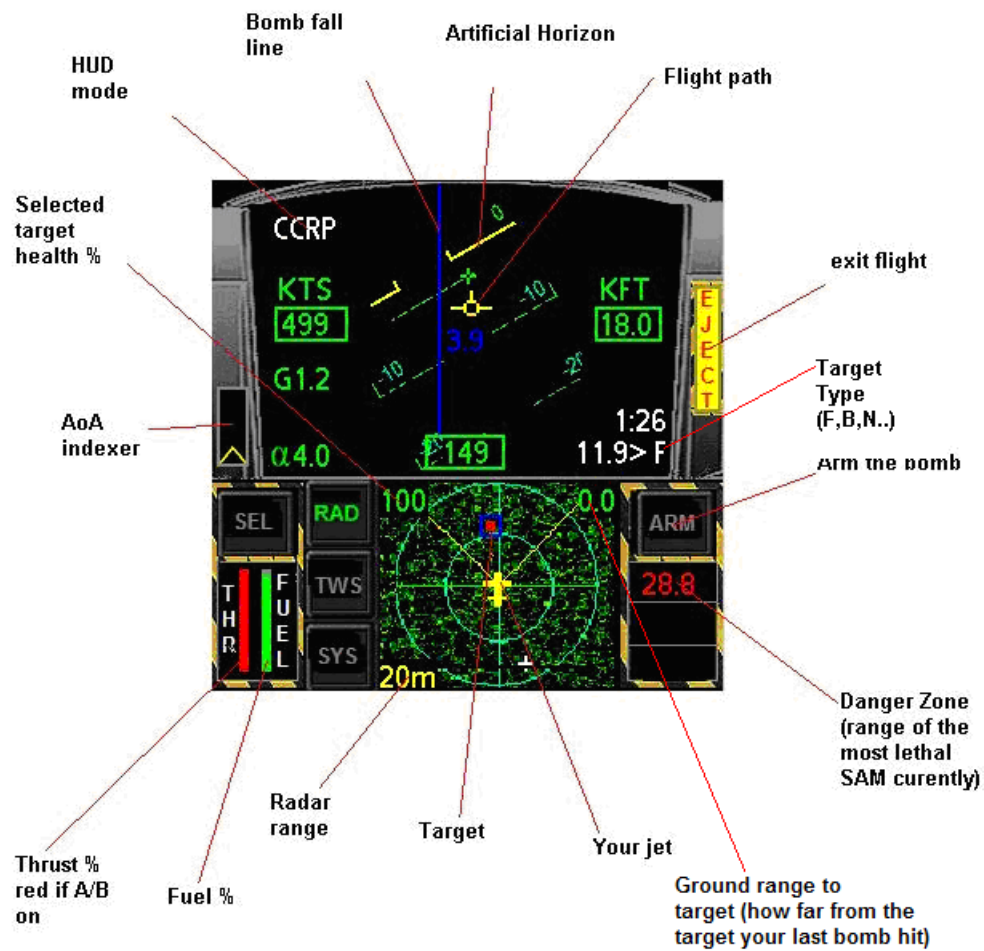 Bomb fall
line
Artificial Horizon
HUD
mode
Flight path
Selected
target
health %
CCRP
0
exit flight
KTS
499
-10
KFT
18.0
EJECT
3.9
G1.2
-10
Target
Type
(F,B,N..)
1:26
AoA
indexer
α4.0
149
11.9> F
Arm the bomb
SEL
RAD
100
0.0
ARM
THR
FUEL
TWS
28.8
SYS
20m
Danger Zone
(range of the
most lethal
SAM curently)
Radar
range
Target
Your jet
Thrust %
red if A/B
on
Fuel %
Ground range to
target (how far from the
target your last bomb hit)